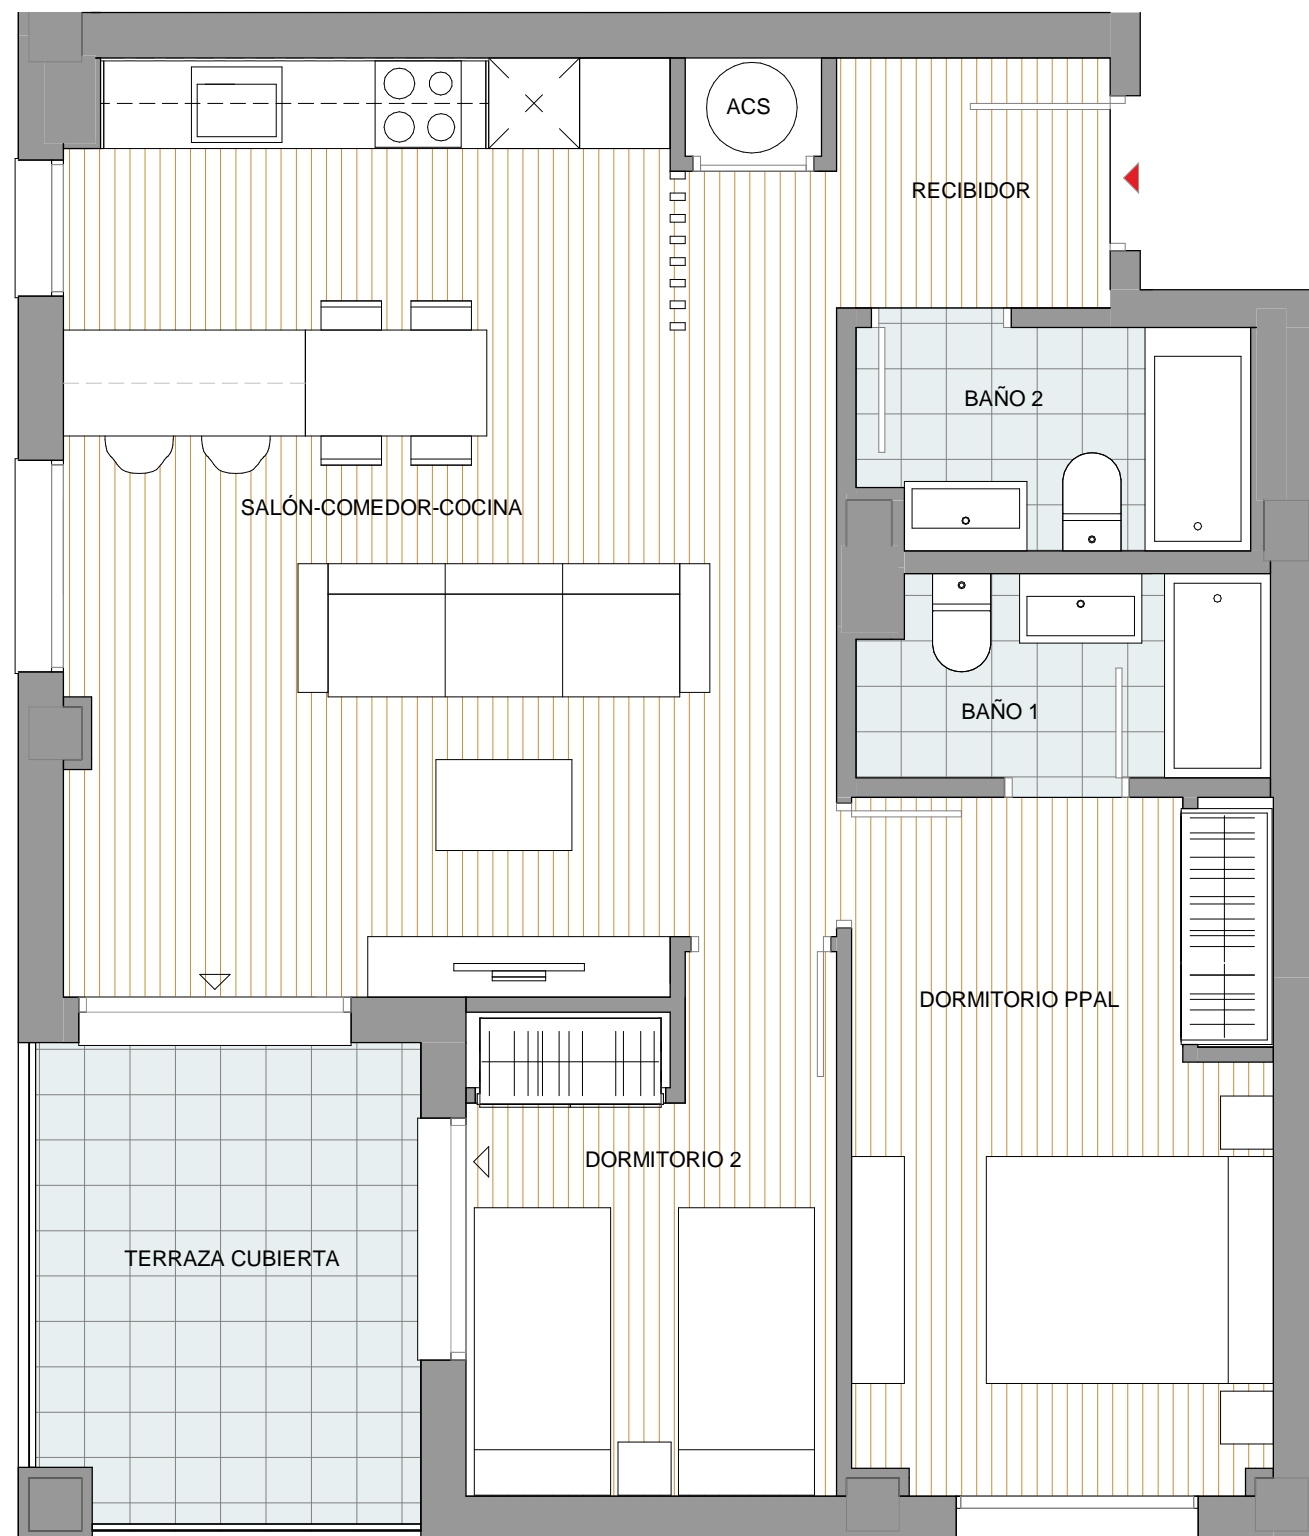 ACS
RECIBIDOR
BAÑO 2
SALÓN-COMEDOR-COCINA
BAÑO 1
DORMITORIO PPAL
DORMITORIO 2
TERRAZA CUBIERTA